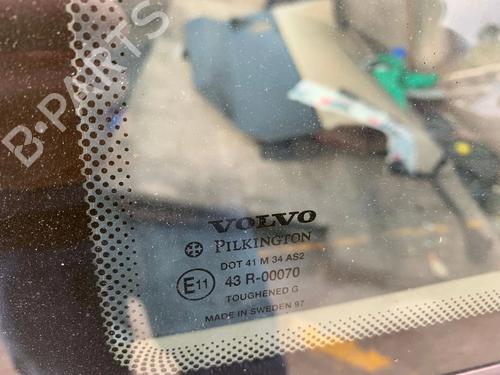 B-PARTS
VOLVO
PILKINGTON
DOT 41 M 34 AS2
E11 43 R-00070
TOUGHENED G
MADE IN SWEDEN 97